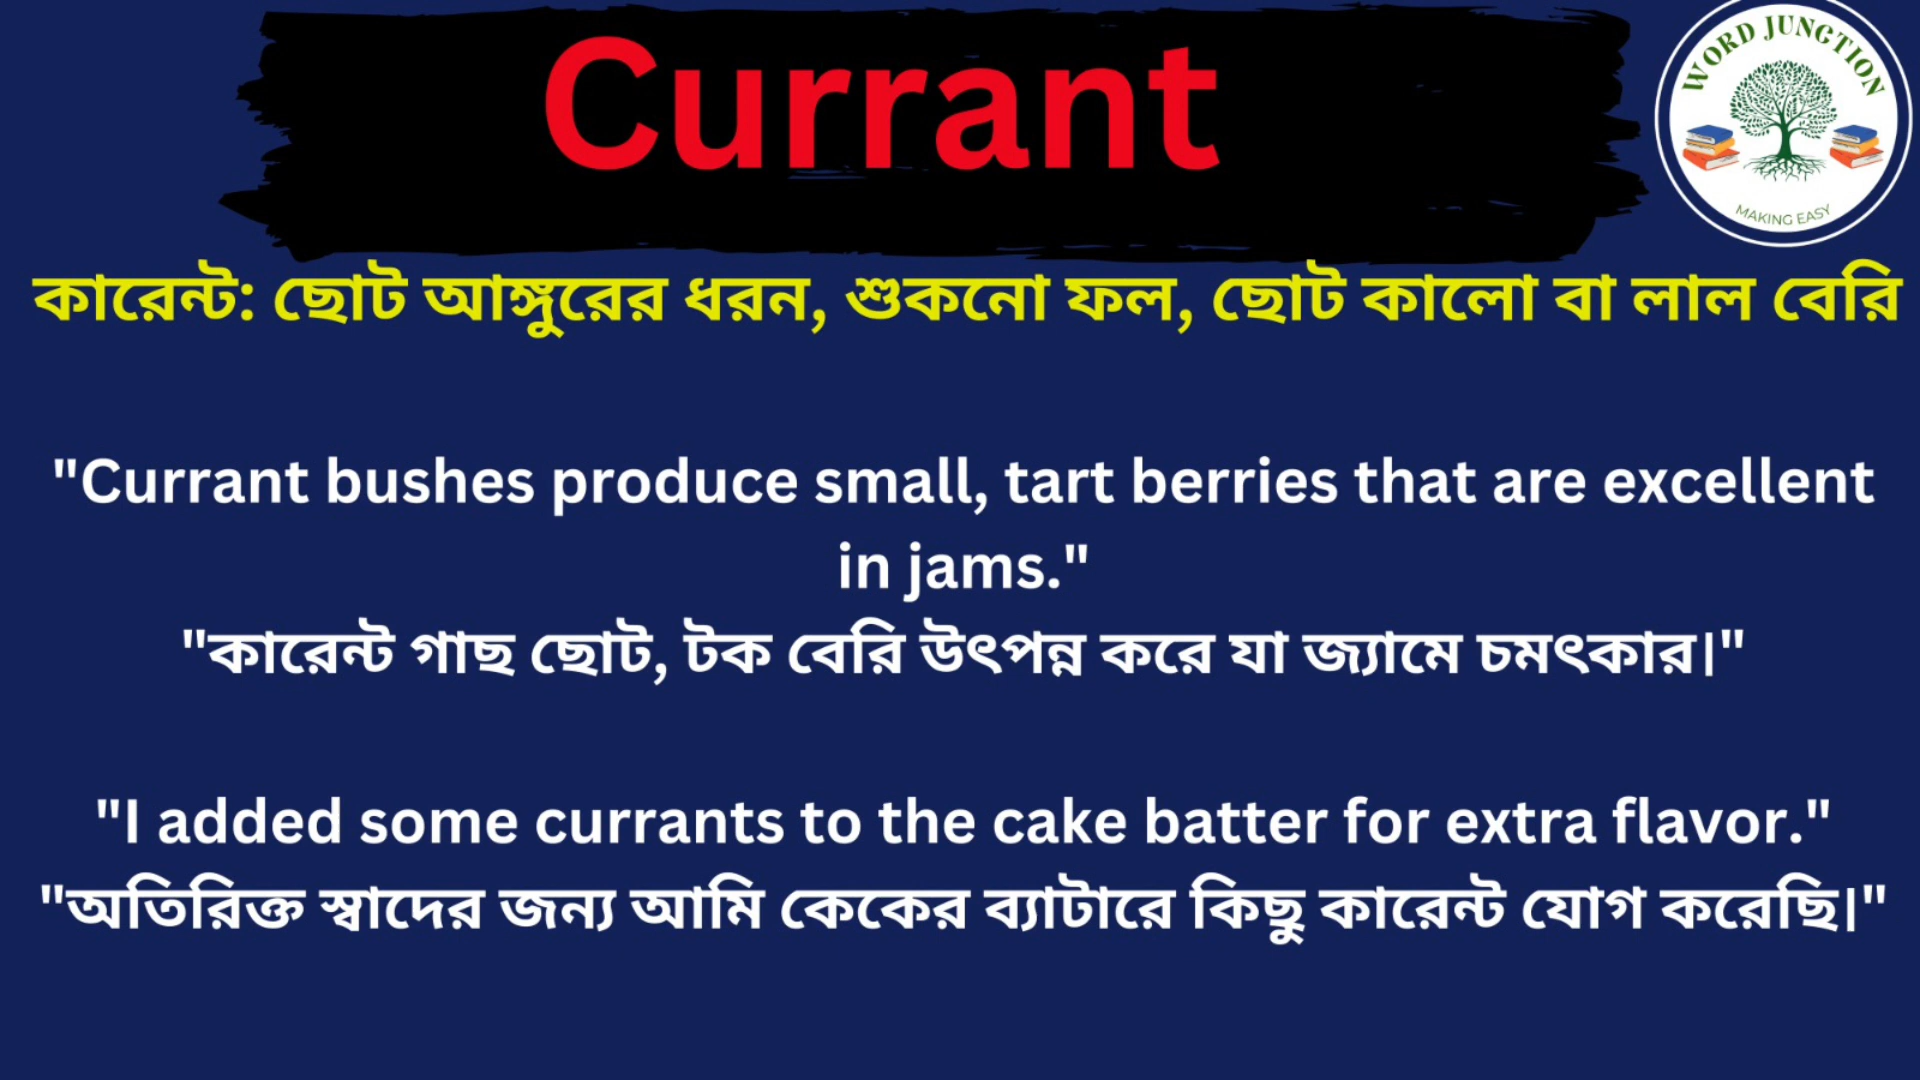 Currant
WORD JUNCTION
MAKING EASY
কারেন্ট: ছোট আঙ্গুরের ধরন, শুকনো ফল, ছোট কালো বা লাল বেরি
"Currant bushes produce small, tart berries that are excellent
in jams."
"কারেন্ট গাছ ছোট, টক বেরি উৎপন্ন করে যা জ্যামে চমৎকার।"
"I added some currants to the cake batter for extra flavor."
"অতিরিক্ত স্বাদের জন্য আমি কেকের ব্যাটারে কিছু কারেন্ট যোগ করেছি।"